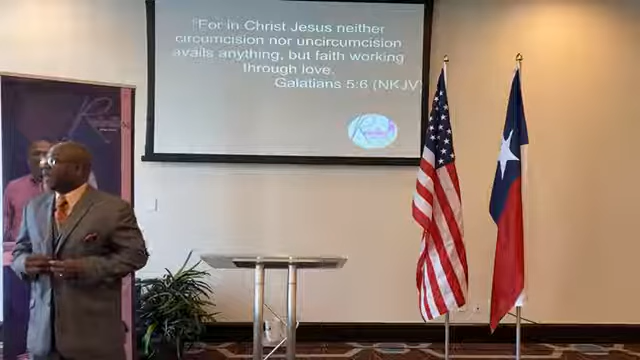 "For in Christ Jesus neither
circumcision nor uncircumcision
avails anything, but faith working
through love.
Galatians 5:6 (NKJV